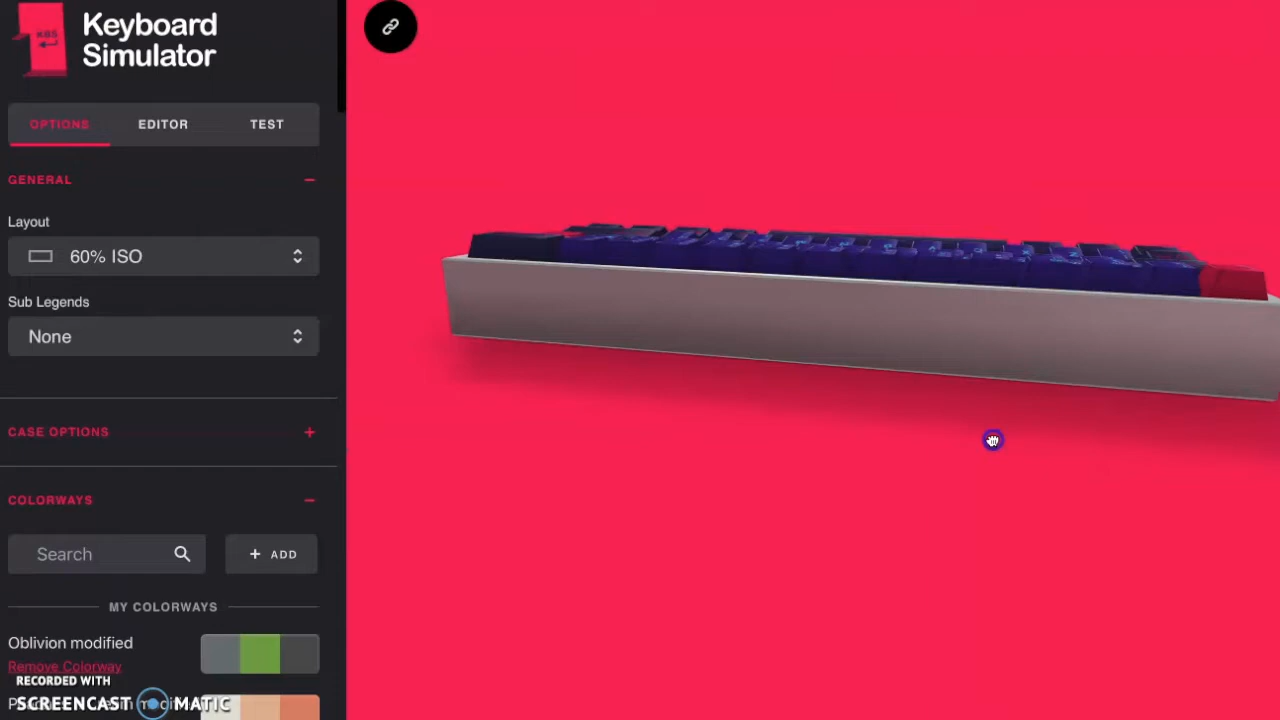 KBS
Keyboard
Simulator
OPTIONS
EDITOR
TEST
GENERAL
Layout
60% ISO
Sub Legends
None
CASE OPTIONS
COLORWAYS
Search
+ ADD
MY COLORWAYS
Oblivion modified
Remove Colorway
RECORDED WITH
SCREENCAST MATIC